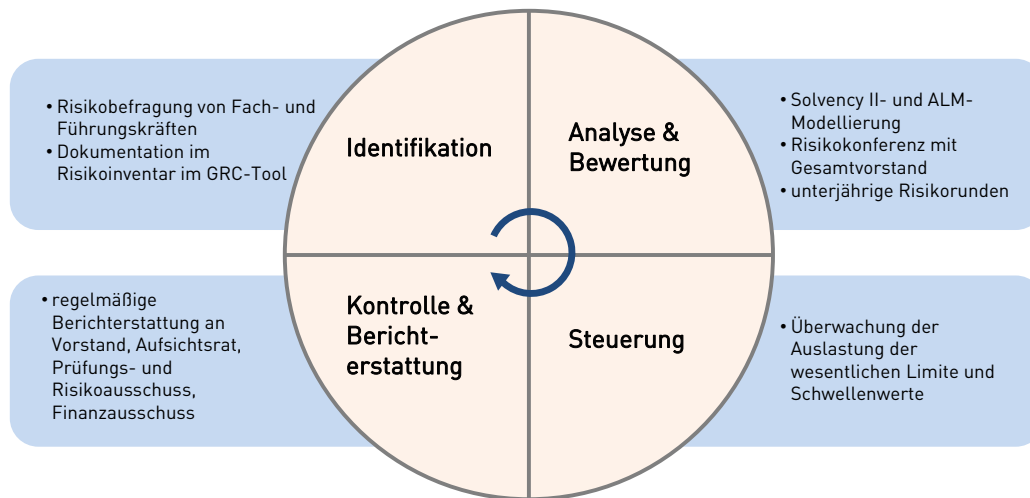 • Risikobefragung von Fach- und
Führungskräften
• Dokumentation im
Risikoinventar im GRC-Tool
Identifikation
Analyse &
Bewertung
• Solvency II- und ALM-
Modellierung
• Risikokonferenz mit
Gesamtvorstand
• unterjährige Risikorunden
• regelmäßige
Berichterstattung an
Vorstand, Aufsichtsrat,
Prüfungs- und
Risikoausschuss,
Finanzausschuss
Kontrolle &
Bericht-
erstattung
Steuerung
• Überwachung der
Auslastung der
wesentlichen Limite und
Schwellenwerte